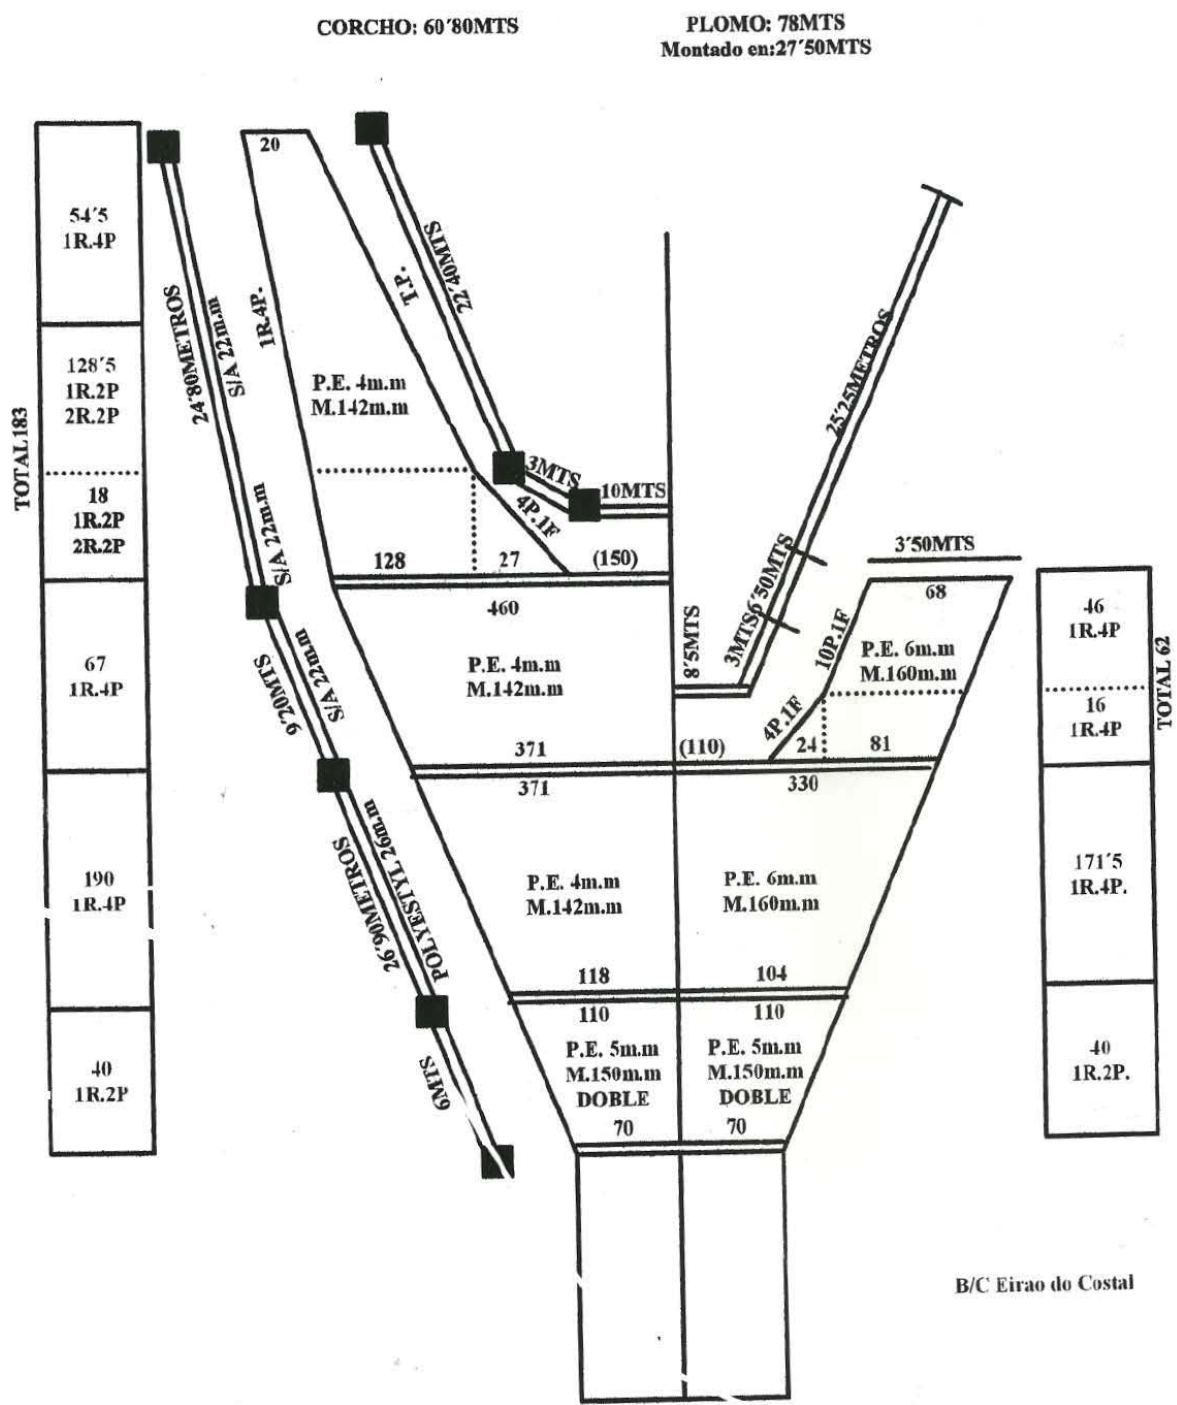 CORCHO: 60´80MTS
PLOMO: 78MTS
Montado en:27´50MTS
54´5
1R.4P
128´5
1R.2P
2R.2P
18
1R.2P
2R.2P
67
1R.4P
190
1R.4P
40
1R.2P
TOTAL 183
24´80METROS
S/A 22m.m
S/A 22m.m
9´20MTS
S/A 22m.m
26´90METROS
POLYESTYL 26m.m
6MTS
20
1R.4P.
T.P.
22´40MTS
P.E. 4m.m
M.142m.m
3MTS
10MTS
4P.1F
128
27
(150)
460
P.E. 4m.m
M.142m.m
371
371
P.E. 4m.m
M.142m.m
118
110
P.E. 5m.m
M.150m.m
DOBLE
70
25´25METROS
6´50MTS
3MTS
8´5MTS
3´50MTS
68
10P.1F
P.E. 6m.m
M.160m.m
4P.1F
(110)
24
81
330
P.E. 6m.m
M.160m.m
104
110
P.E. 5m.m
M.150m.m
DOBLE
70
46
1R.4P
16
1R.4P
171´5
1R.4P.
40
1R.2P.
TOTAL 62
B/C Eirao do Costal